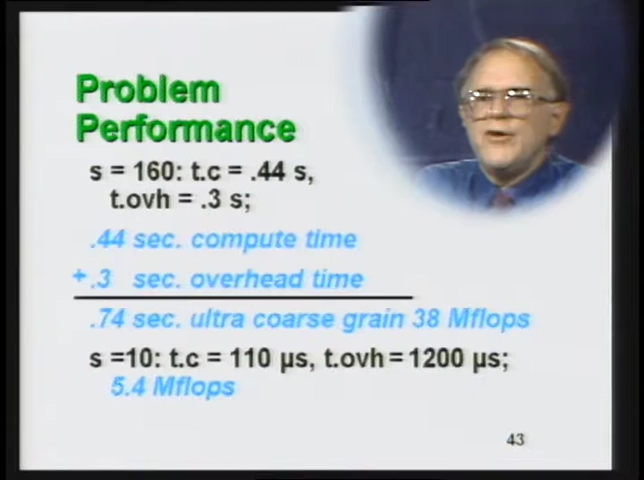 Problem
Performance
s = 160: t.c = .44 s,
t.ovh = .3 s;
.44 sec. compute time
+.3 sec. overhead time
.74 sec. ultra coarse grain 38 Mflops
s =10: t.c = 110 µs, t.ovh = 1200 µs;
5.4 Mflops
43